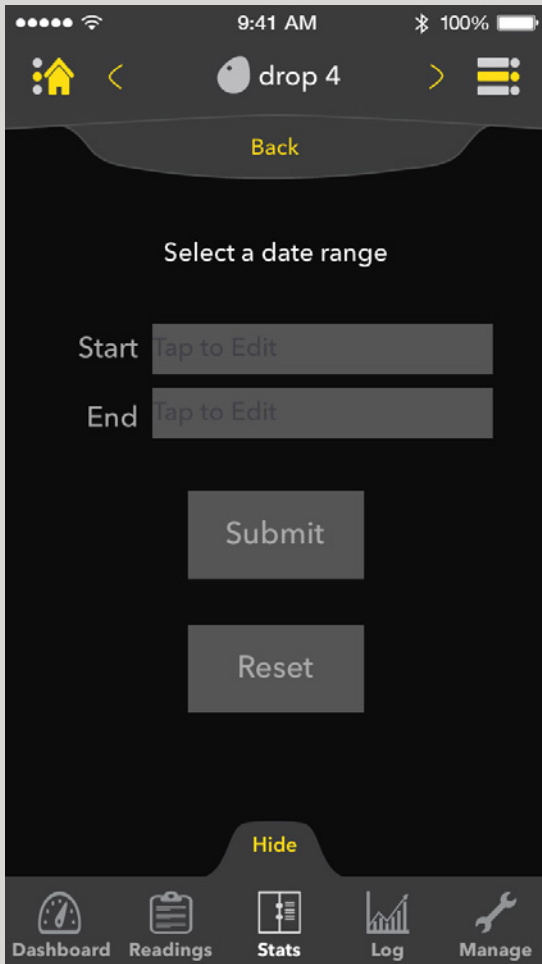 9:41 AM 100%
drop 4
Back
Select a date range
Start Tap to Edit
End Tap to Edit
Submit
Reset
Hide
Dashboard Readings Stats Log Manage